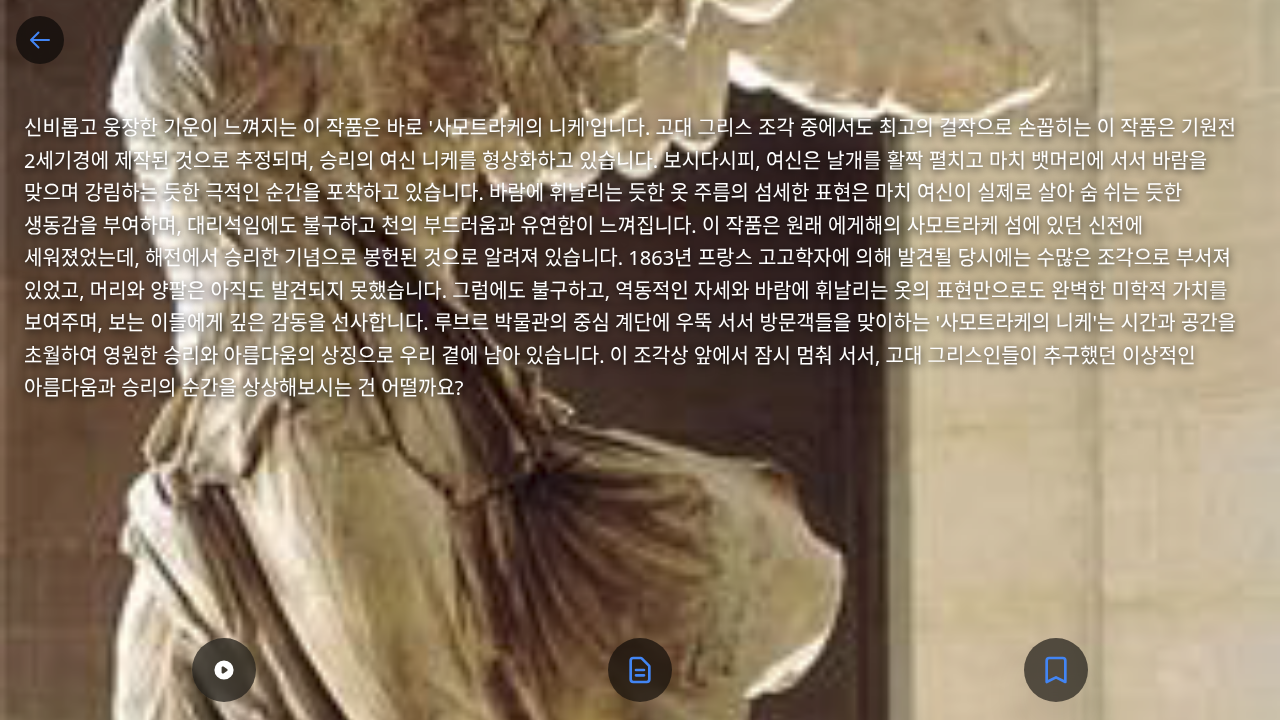 신비롭고 웅장한 기운이 느껴지는 이 작품은 바로 '사모트라케의 니케'입니다. 고대 그리스 조각 중에서도 최고의 걸작으로 손꼽히는 이 작품은 기원전
2세기경에 제작된 것으로 추정되며, 승리의 여신 니케를 형상화하고 있습니다. 보시다시피, 여신은 날개를 활짝 펼치고 마치 뱃머리에 서서 바람을
맞으며 강림하는 듯한 극적인 순간을 포착하고 있습니다. 바람에 휘날리는 듯한 옷 주름의 섬세한 표현은 마치 여신이 실제로 살아 숨 쉬는 듯한
생동감을 부여하며, 대리석임에도 불구하고 천의 부드러움과 유연함이 느껴집니다. 이 작품은 원래 에게해의 사모트라케 섬에 있던 신전에
세워졌었는데, 해전에서 승리한 기념으로 봉헌된 것으로 알려져 있습니다. 1863년 프랑스 고고학자에 의해 발견될 당시에는 수많은 조각으로 부서져
있었고, 머리와 양팔은 아직도 발견되지 못했습니다. 그럼에도 불구하고, 역동적인 자세와 바람에 휘날리는 옷의 표현만으로도 완벽한 미학적 가치를
보여주며, 보는 이들에게 깊은 감동을 선사합니다. 루브르 박물관의 중심 계단에 우뚝 서서 방문객들을 맞이하는 '사모트라케의 니케'는 시간과 공간을
초월하여 영원한 승리와 아름다움의 상징으로 우리 곁에 남아 있습니다. 이 조각상 앞에서 잠시 멈춰 서서, 고대 그리스인들이 추구했던 이상적인
아름다움과 승리의 순간을 상상해보시는 건 어떨까요?